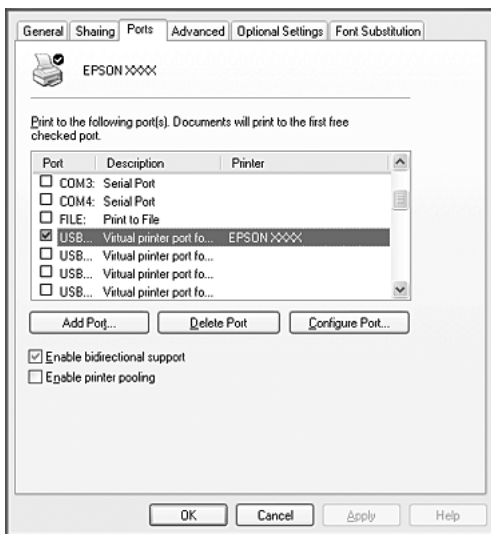 General Sharing Ports Advanced Optional Settings Font Substitution
EPSON XXXX
Print to the following port(s). Documents will print to the first free
checked port.
Port Description Printer
COM3: Serial Port
COM4: Serial Port
FILE: Print to File
USB... Virtual printer port fo... EPSON XXXX
USB... Virtual printer port fo...
USB... Virtual printer port fo...
USB... Virtual printer port fo...
Add Port... Delete Port Configure Port...
Enable bidirectional support
Enable printer pooling
OK Cancel Apply Help